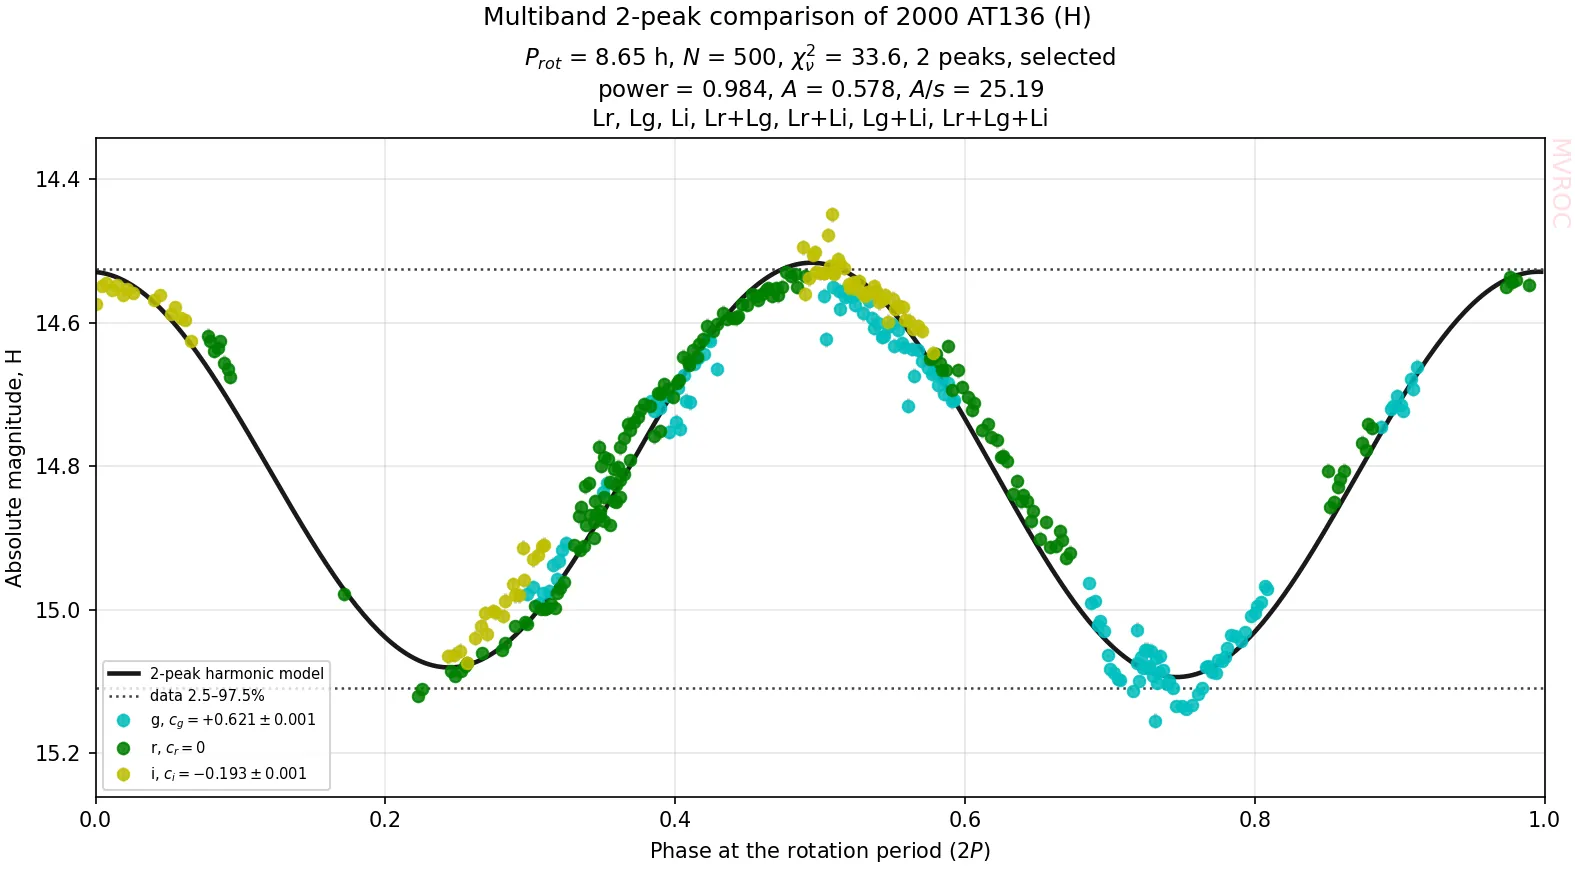 Multiband 2-peak comparison of 2000 AT136 (H)
P_rot = 8.65 h, N = 500, χ²_ν = 33.6, 2 peaks, selected
power = 0.984, A = 0.578, A/s = 25.19
Lr, Lg, Li, Lr+Lg, Lr+Li, Lg+Li, Lr+Lg+Li
MVROC
Absolute magnitude, H
14.4
14.6
14.8
15.0
15.2
2-peak harmonic model
data 2.5–97.5%
g, c_g = +0.621 ± 0.001
r, c_r = 0
i, c_i = −0.193 ± 0.001
0.0 0.2 0.4 0.6 0.8 1.0
Phase at the rotation period (2P)